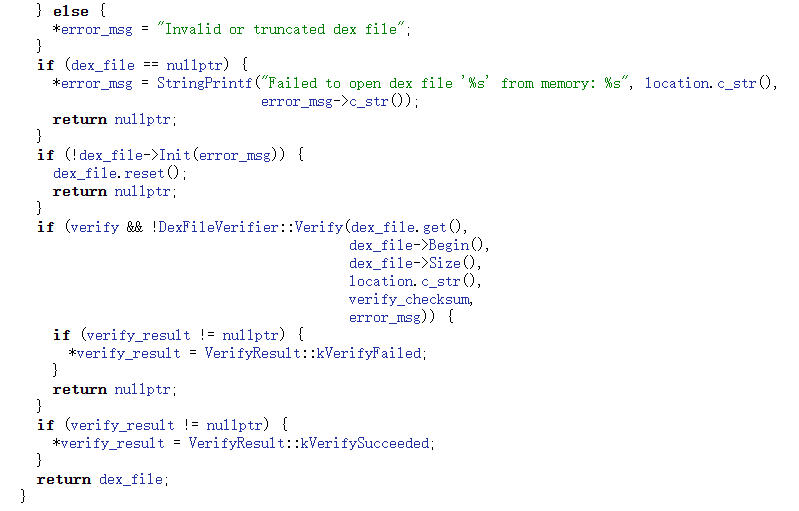 } else {
*error_msg = "Invalid or truncated dex file";
}
if (dex_file == nullptr) {
*error_msg = StringPrintf("Failed to open dex file '%s' from memory: %s", location.c_str(),
error_msg->c_str());
return nullptr;
}
if (!dex_file->Init(error_msg)) {
dex_file.reset();
return nullptr;
}
if (verify && !DexFileVerifier::Verify(dex_file.get(),
dex_file->Begin(),
dex_file->Size(),
location.c_str(),
verify_checksum,
error_msg)) {
if (verify_result != nullptr) {
*verify_result = VerifyResult::kVerifyFailed;
}
return nullptr;
}
if (verify_result != nullptr) {
*verify_result = VerifyResult::kVerifySucceeded;
}
return dex_file;
}